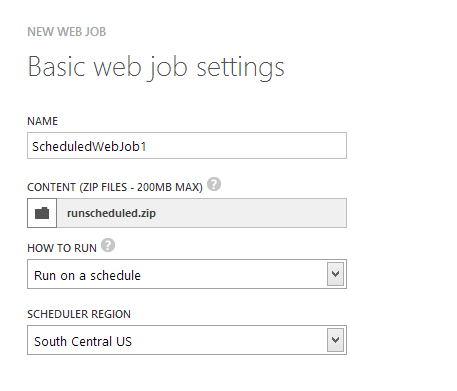 NEW WEB JOB
Basic web job settings
NAME
ScheduledWebJob1
CONTENT (ZIP FILES - 200MB MAX) ?
runscheduled.zip
HOW TO RUN ?
Run on a schedule
SCHEDULER REGION
South Central US